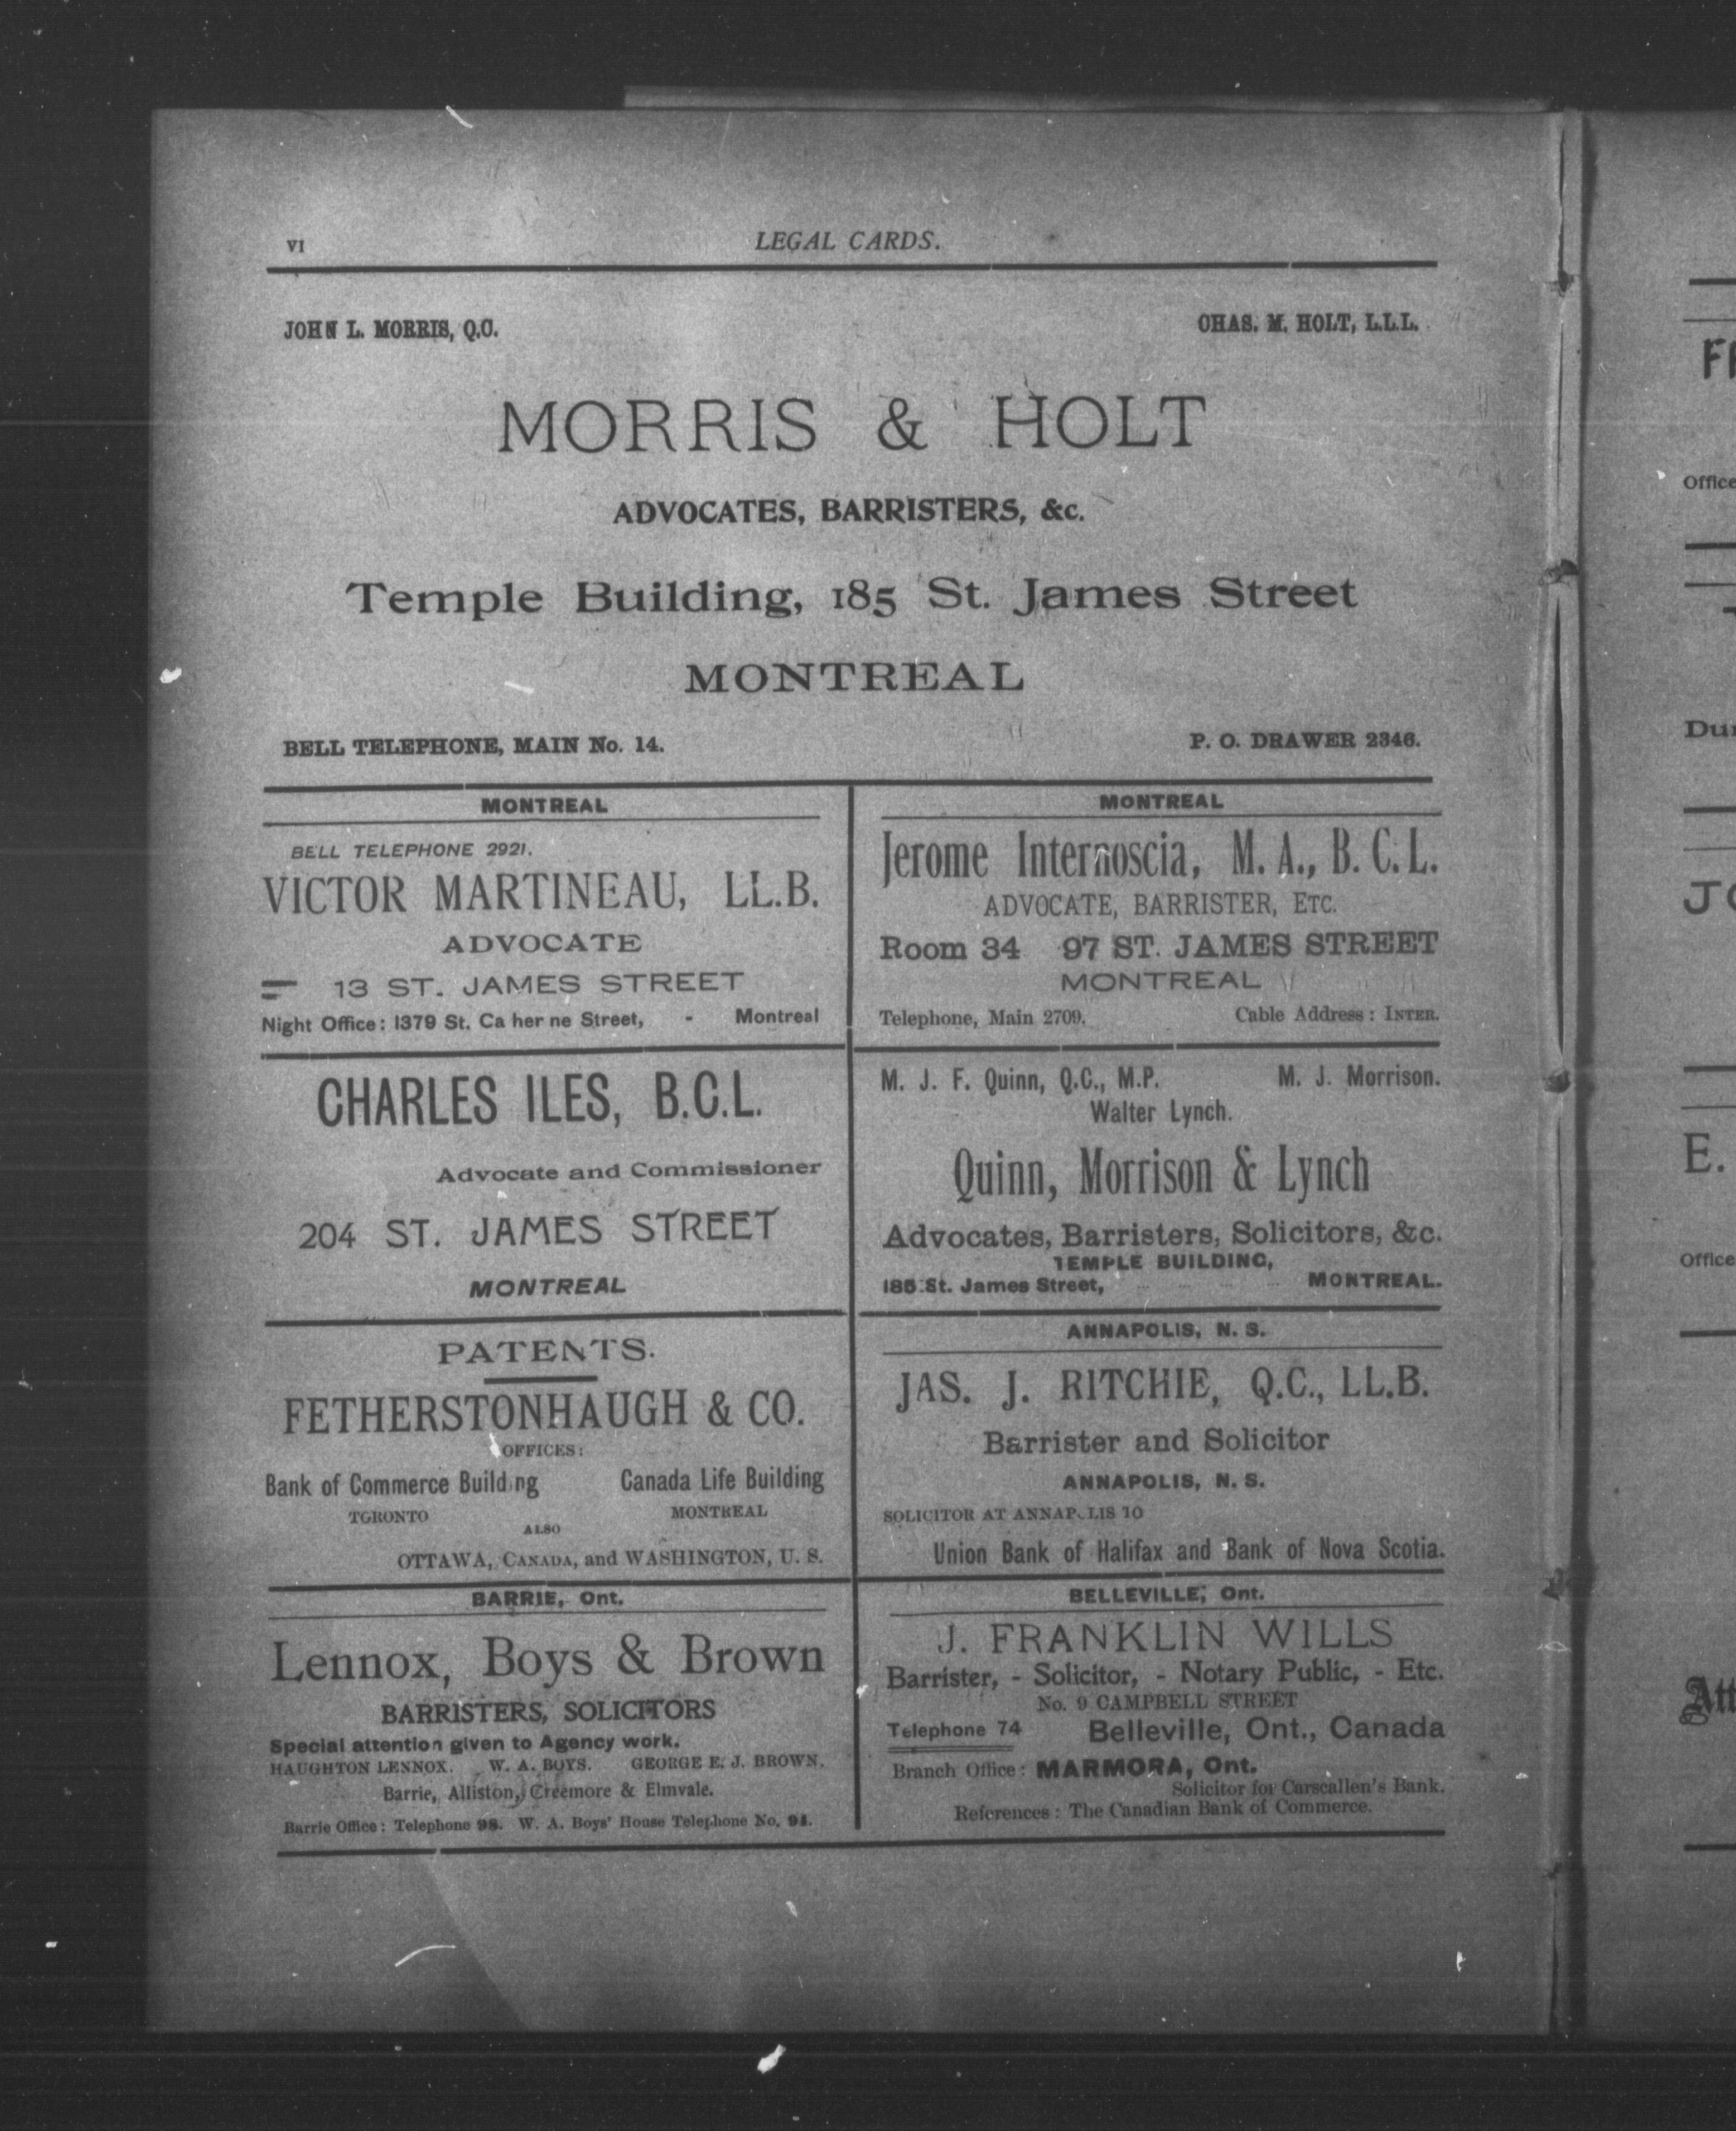 VI
LEGAL CARDS.
JOHN L. MORRIS, Q.C.
CHAS. M. HOLT, L.L.L.
MORRIS & HOLT
ADVOCATES, BARRISTERS, &c.
Temple Building, 185 St. James Street
MONTREAL
BELL TELEPHONE, MAIN No. 14.
P. O. DRAWER 2346.
MONTREAL
BELL TELEPHONE 2921.
VICTOR MARTINEAU, LL.B.
ADVOCATE
13 ST. JAMES STREET
Night Office: 1379 St. Ca her ne Street, - Montreal
MONTREAL
Jerome Internoscia, M. A., B. C. L.
ADVOCATE, BARRISTER, ETC.
Room 34 97 ST. JAMES STREET
MONTREAL
Telephone, Main 2709. Cable Address: INTER.
CHARLES ILES, B.C.L.
Advocate and Commissioner
204 ST. JAMES STREET
MONTREAL
M. J. F. Quinn, Q.C., M.P. M. J. Morrison.
Walter Lynch.
Quinn, Morrison & Lynch
Advocates, Barristers, Solicitors, &c.
TEMPLE BUILDING,
185 St. James Street, MONTREAL.
PATENTS.
FETHERSTONHAUGH & CO.
OFFICES:
Bank of Commerce Build ng Canada Life Building
TORONTO MONTREAL
ALSO
OTTAWA, CANADA, and WASHINGTON, U. S.
ANNAPOLIS, N. S.
JAS. J. RITCHIE, Q.C., LL.B.
Barrister and Solicitor
ANNAPOLIS, N. S.
SOLICITOR AT ANNAP LIS TO
Union Bank of Halifax and Bank of Nova Scotia.
BARRIE, Ont.
Lennox, Boys & Brown
BARRISTERS, SOLICITORS
Special attention given to Agency work.
HAUGHTON LENNOX. W. A. BOYS. GEORGE E. J. BROWN.
Barrie, Alliston, Creemore & Elmvale.
Barrie Office: Telephone 98. W. A. Boys' House Telephone No. 94.
BELLEVILLE, Ont.
J. FRANKLIN WILLS
Barrister, - Solicitor, - Notary Public, - Etc.
No. 9 CAMPBELL STREET
Telephone 74 Belleville, Ont., Canada
Branch Office: MARMORA, Ont.
Solicitor for Carscallen's Bank.
References: The Canadian Bank of Commerce.
Office
JO
E.
Office